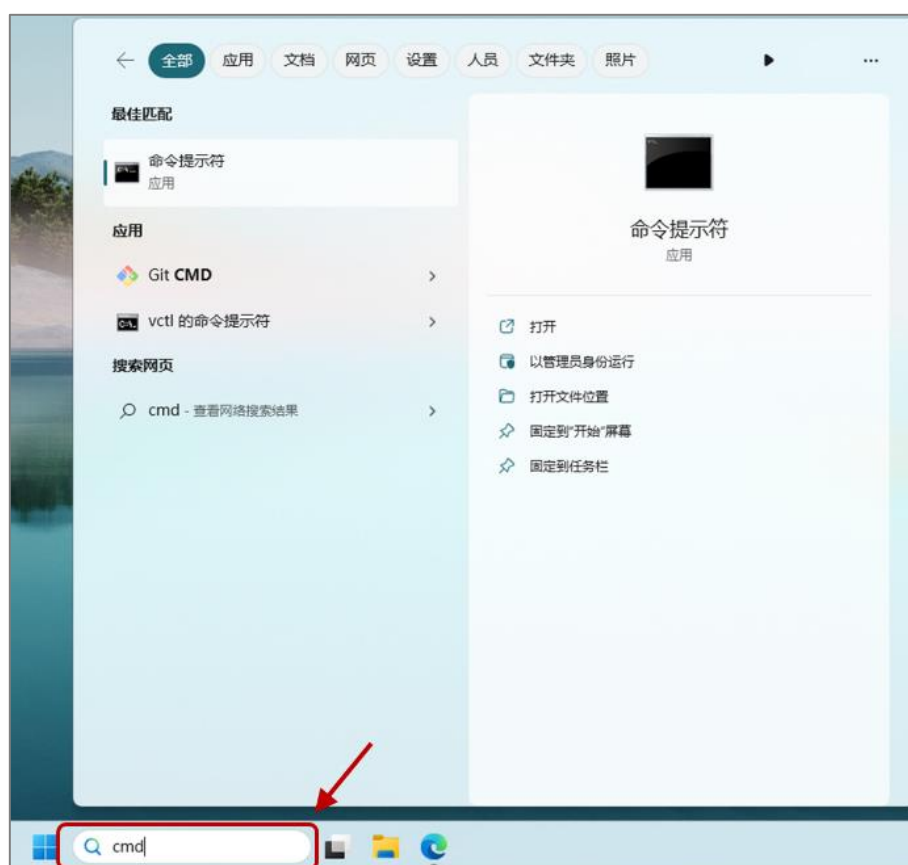 全部 应用 文档 网页 设置 人员 文件夹 照片 ...
最佳匹配
命令提示符
应用
应用
Git CMD
vctl 的命令提示符
搜索网页
cmd - 查看网络搜索结果
命令提示符
应用
打开
以管理员身份运行
打开文件位置
固定到"开始"屏幕
固定到任务栏
cmd